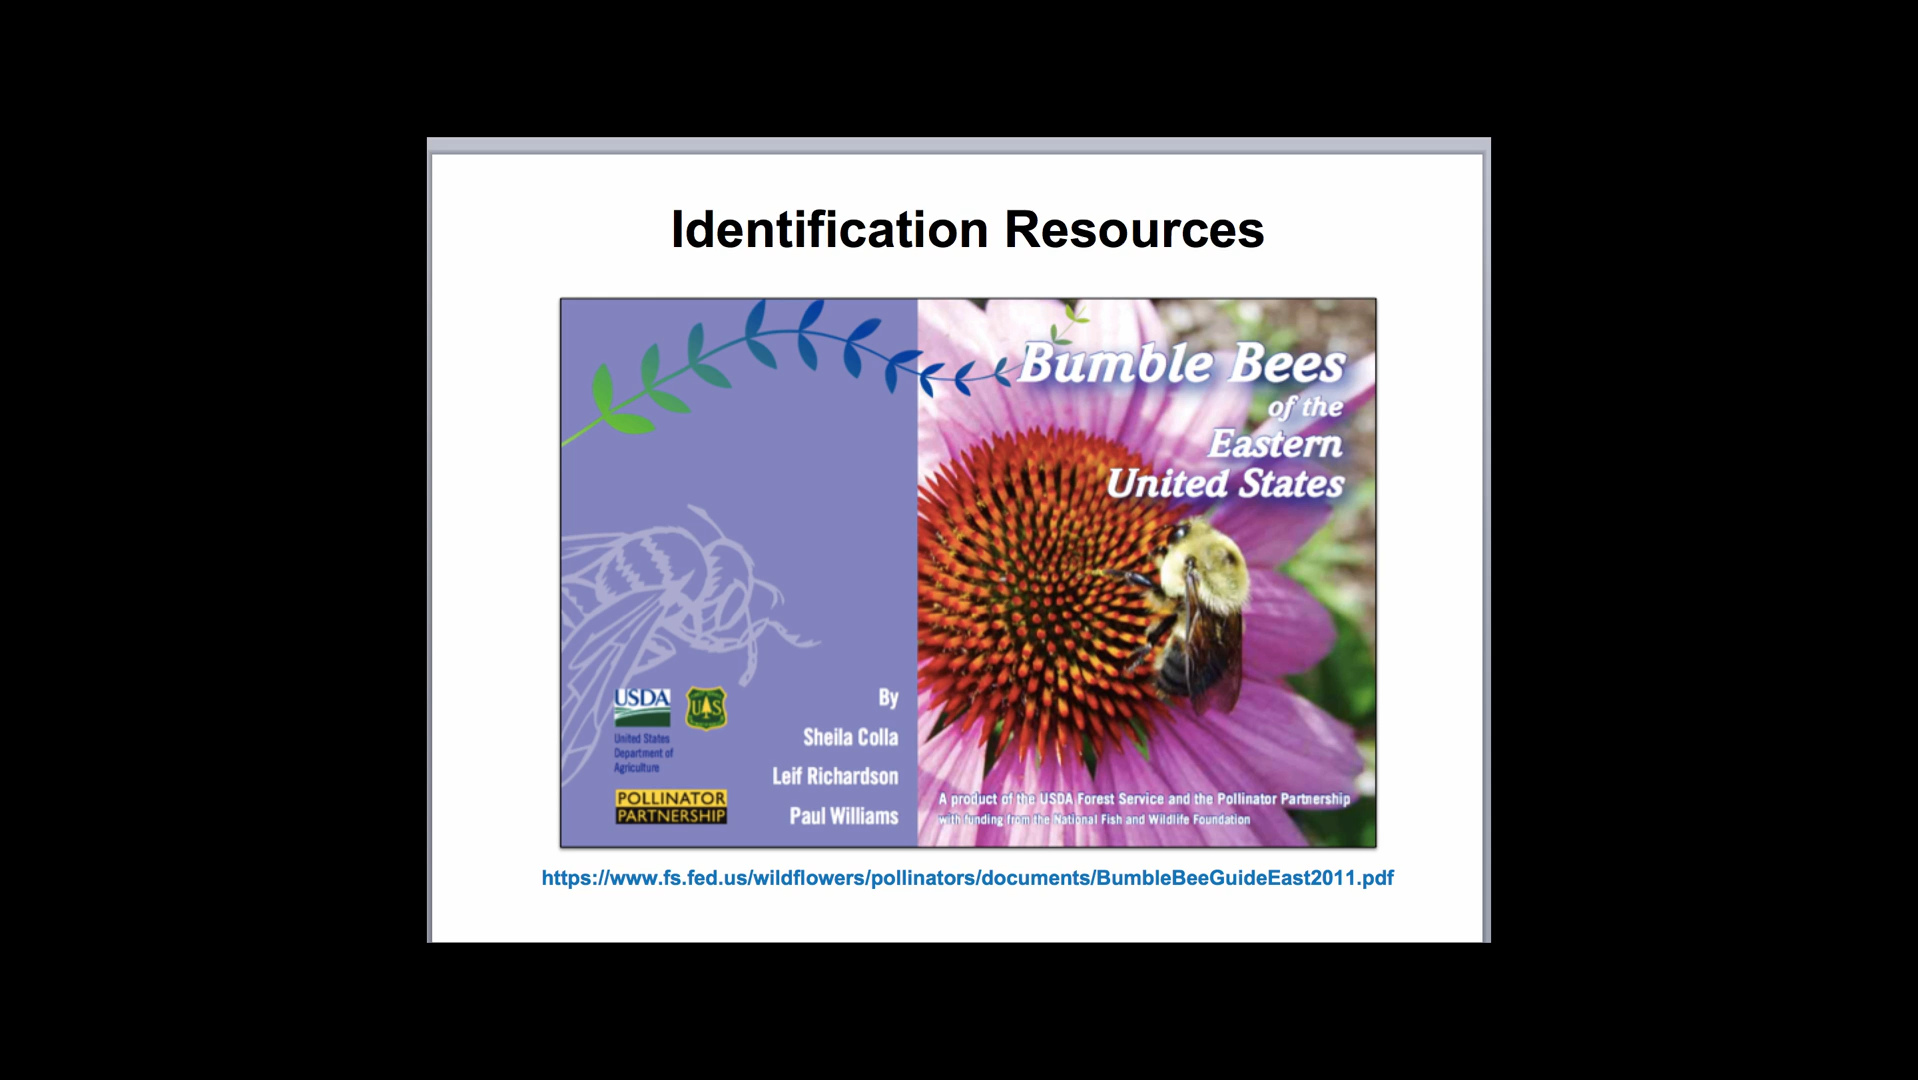 Identification Resources
Bumble Bees
of the
Eastern
United States
USDA
United States
Department of
Agriculture
UAS
POLLINATOR
PARTNERSHIP
By
Sheila Colla
Leif Richardson
Paul Williams
A product of the USDA Forest Service and the Pollinator Partnership
with funding from the National Fish and Wildlife Foundation
https://www.fs.fed.us/wildflowers/pollinators/documents/BumbleBeeGuideEast2011.pdf